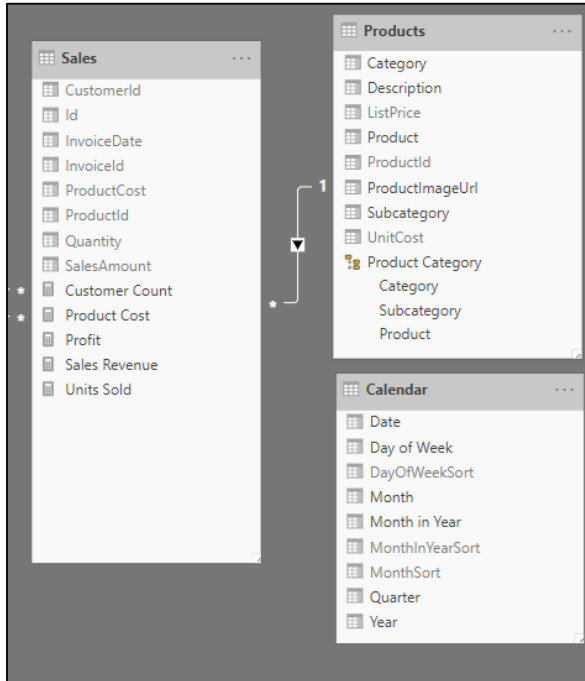 Sales
...
CustomerId
Id
InvoiceDate
InvoiceId
ProductCost
ProductId
Quantity
SalesAmount
Customer Count
Product Cost
Profit
Sales Revenue
Units Sold
*
*
*
1
Products
...
Category
Description
ListPrice
Product
ProductId
ProductImageUrl
Subcategory
UnitCost
Product Category
Category
Subcategory
Product
Calendar
...
Date
Day of Week
DayOfWeekSort
Month
Month in Year
MonthInYearSort
MonthSort
Quarter
Year